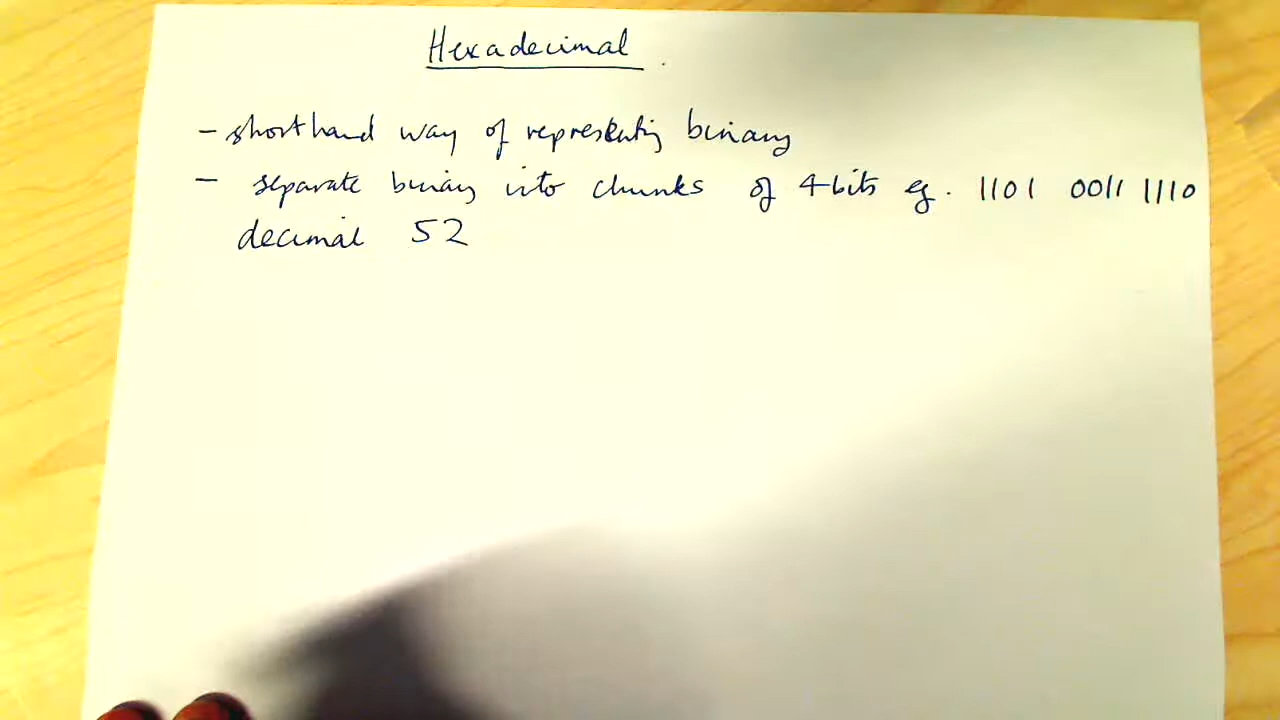 Hexadecimal .
- shorthand way of representing binary
- separate binary into chunks of 4-bits eg. 1101 0011 1110
decimal 52